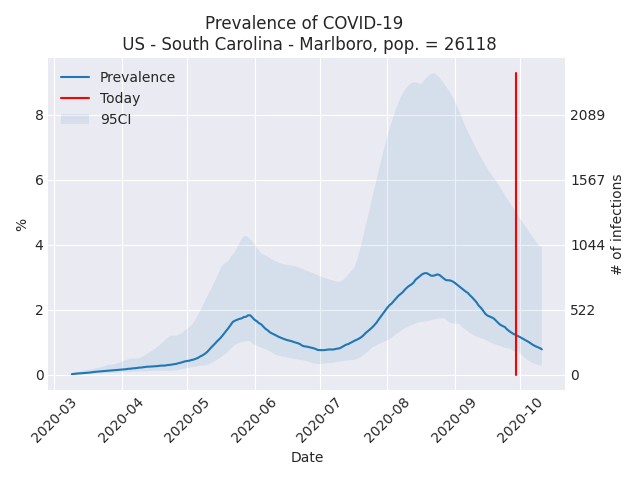 Prevalence of COVID-19
US - South Carolina - Marlboro, pop. = 26118
Prevalence
Today
95CI
8
6
4
2
0
%
2089
1567
1044
522
0
# of infections
2020-03
2020-04
2020-05
2020-06
2020-07
2020-08
2020-09
2020-10
Date